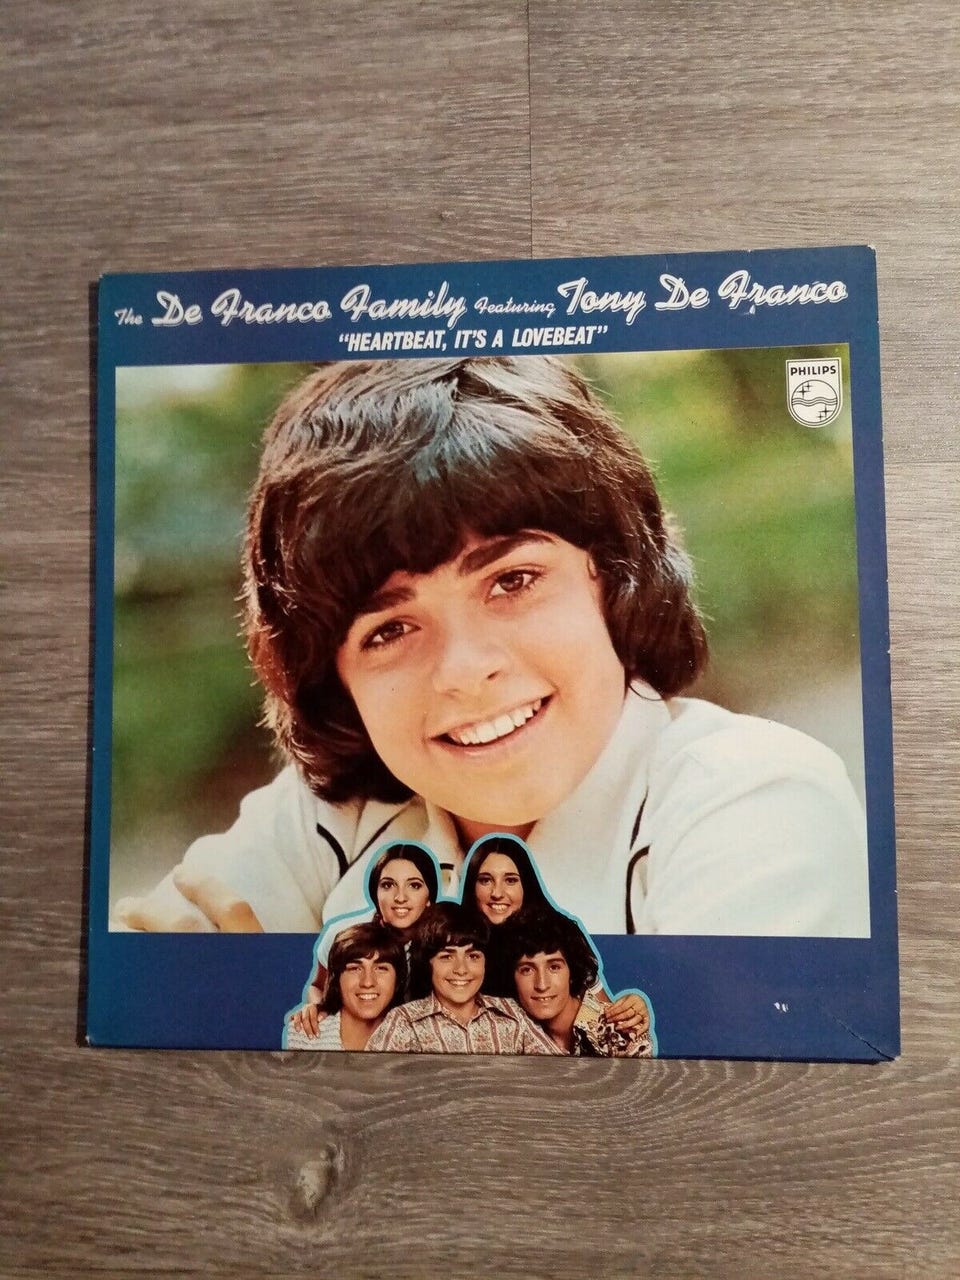 The De Franco Family Featuring Tony De Franco
"HEARTBEAT, IT'S A LOVEBEAT"
PHILIPS